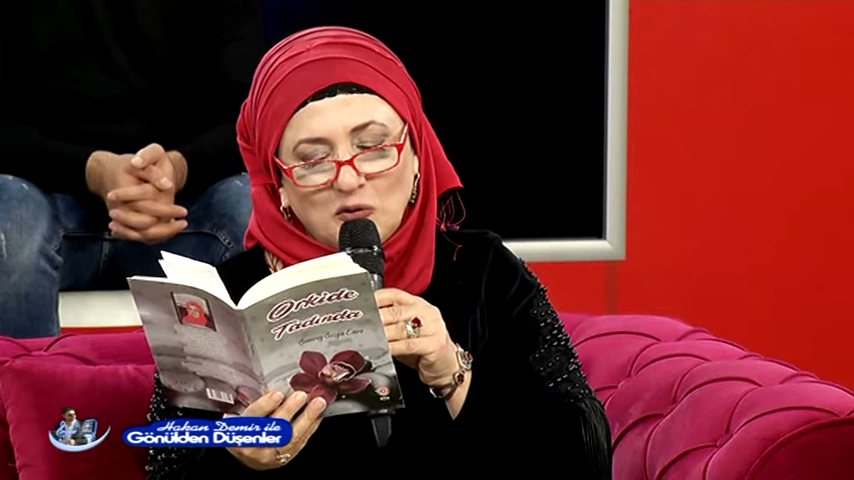 Orkide
Tadında
Hakan Demir ile
Gönülden Düşenler